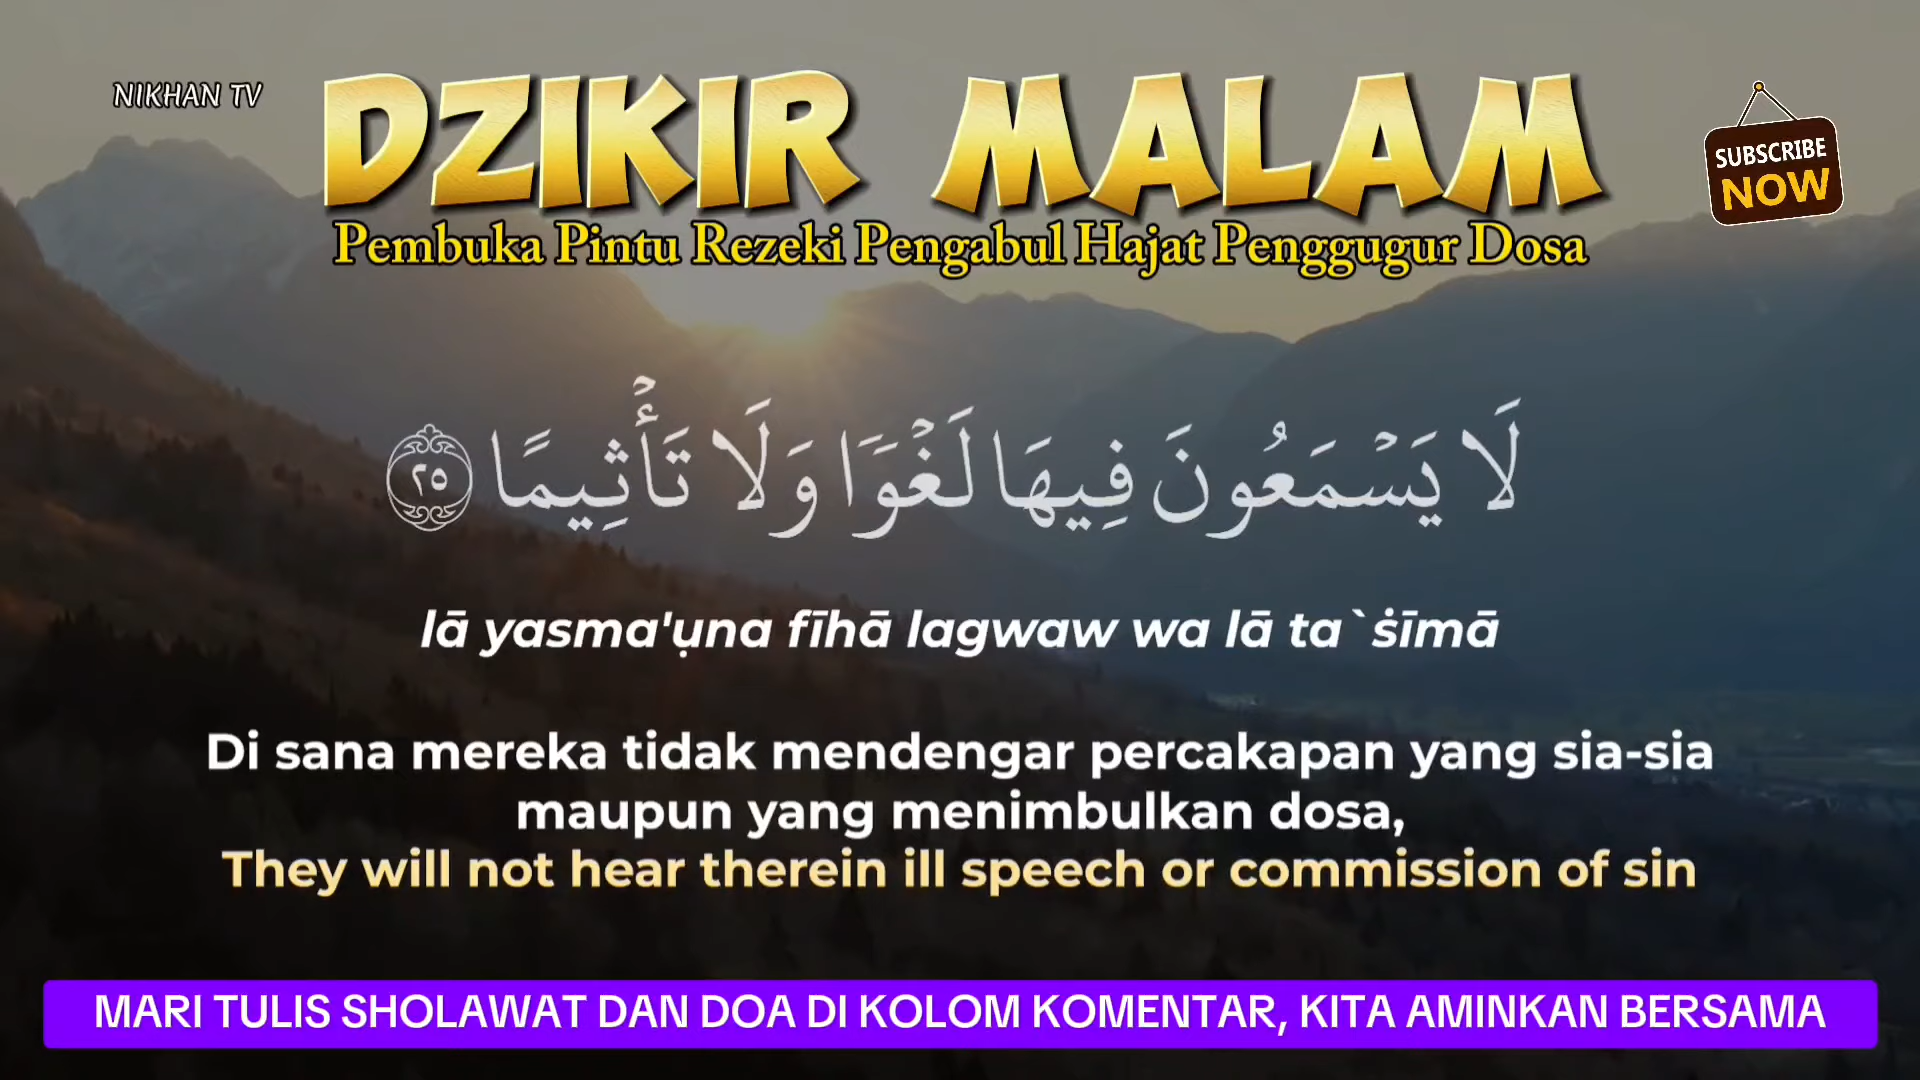 NIKHAN TV
DZIKIR MALAM
SUBSCRIBE
NOW
Pembuka Pintu Rezeki Pengabul Hajat Penggugur Dosa
لَا يَسْمَعُونَ فِيهَا لَغْوًا وَلَا تَأْثِيمًا ٢٥
lā yasma'ụna fīhā lagwaw wa lā ta`ṡīmā
Di sana mereka tidak mendengar percakapan yang sia-sia
maupun yang menimbulkan dosa,
They will not hear therein ill speech or commission of sin
MARI TULIS SHOLAWAT DAN DOA DI KOLOM KOMENTAR, KITA AMINKAN BERSAMA